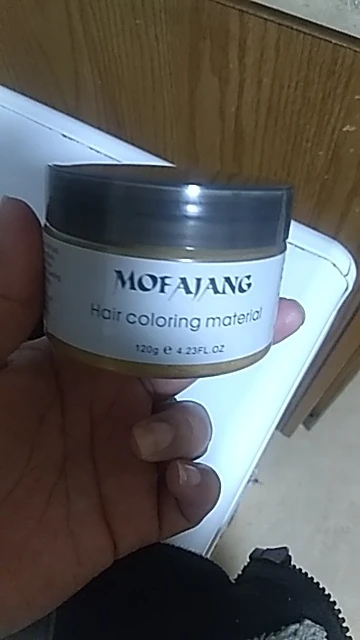 MOFAJANG
Hair coloring material
120g ℮ 4.23FL.OZ